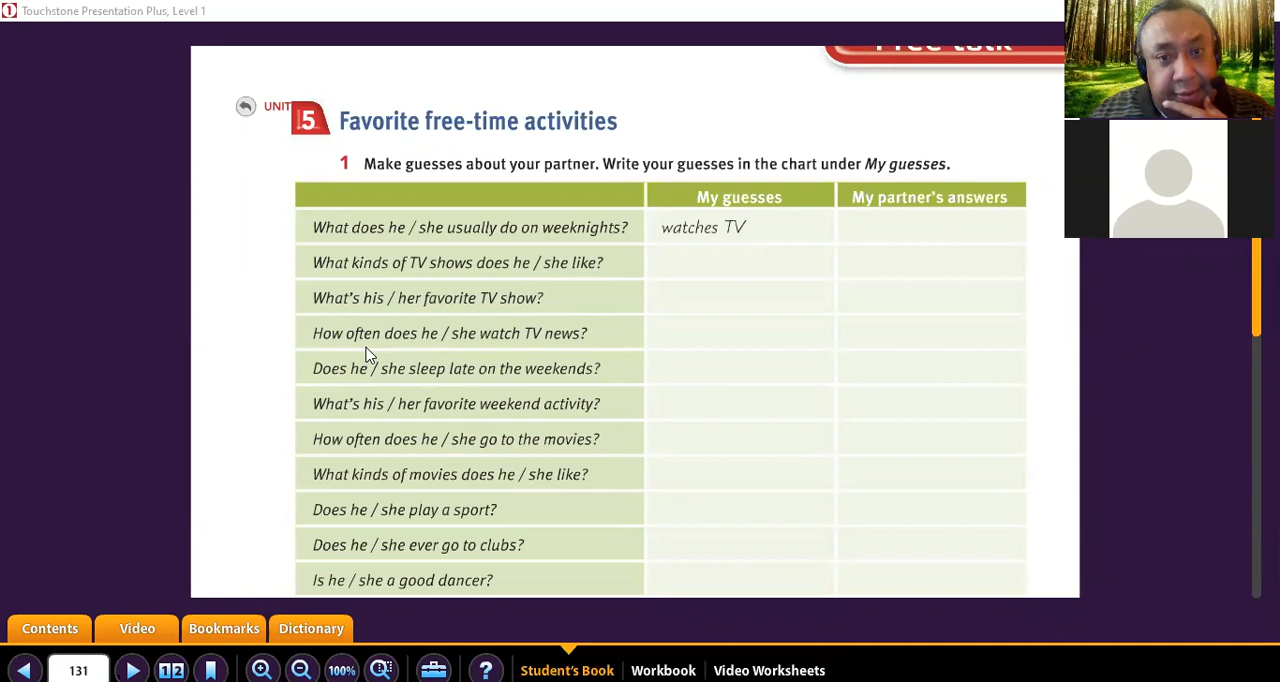 Touchstone Presentation Plus, Level 1
Free talk
UNIT 5 Favorite free-time activities
1 Make guesses about your partner. Write your guesses in the chart under My guesses.
My guesses My partner's answers
What does he / she usually do on weeknights? watches TV
What kinds of TV shows does he / she like?
What's his / her favorite TV show?
How often does he / she watch TV news?
Does he / she sleep late on the weekends?
What's his / her favorite weekend activity?
How often does he / she go to the movies?
What kinds of movies does he / she like?
Does he / she play a sport?
Does he / she ever go to clubs?
Is he / she a good dancer?
Contents Video Bookmarks Dictionary
131 1 2 100% ? Student's Book Workbook Video Worksheets